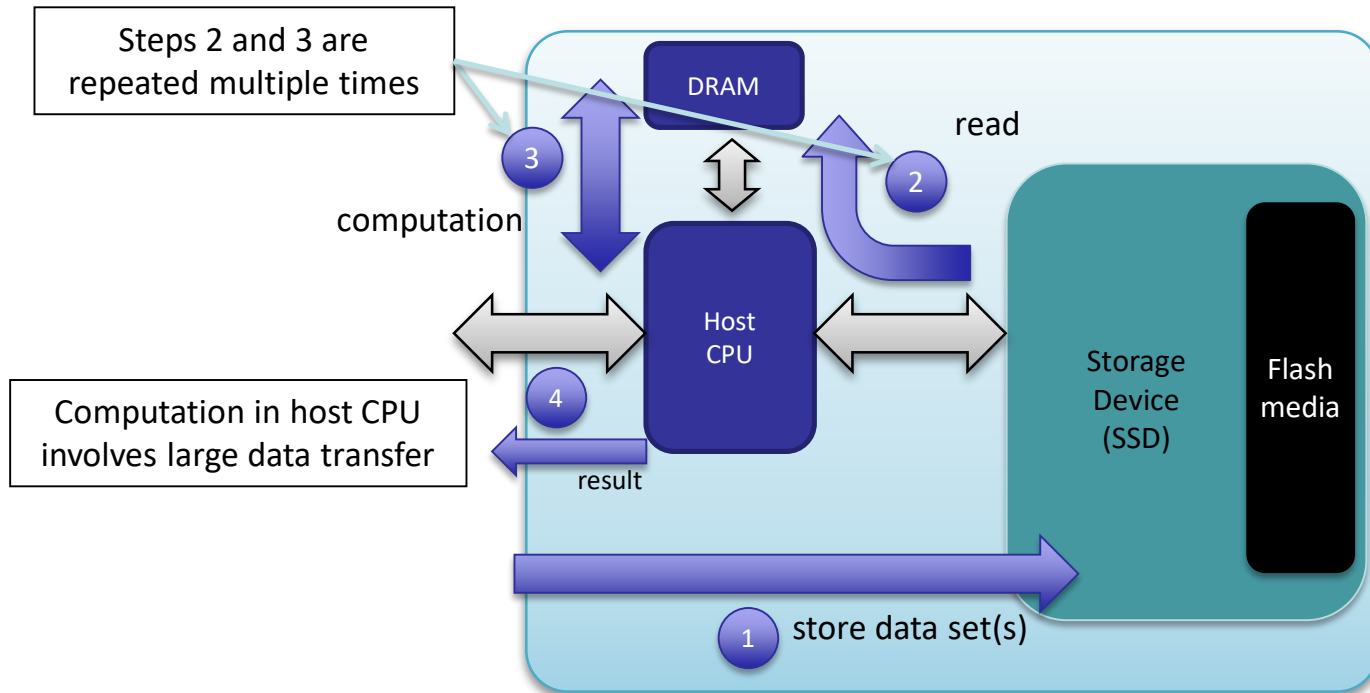 Steps 2 and 3 are
repeated multiple times
DRAM
read
3
2
computation
Host
CPU
Storage
Device
(SSD)
Flash
media
4
Computation in host CPU
involves large data transfer
result
1
store data set(s)